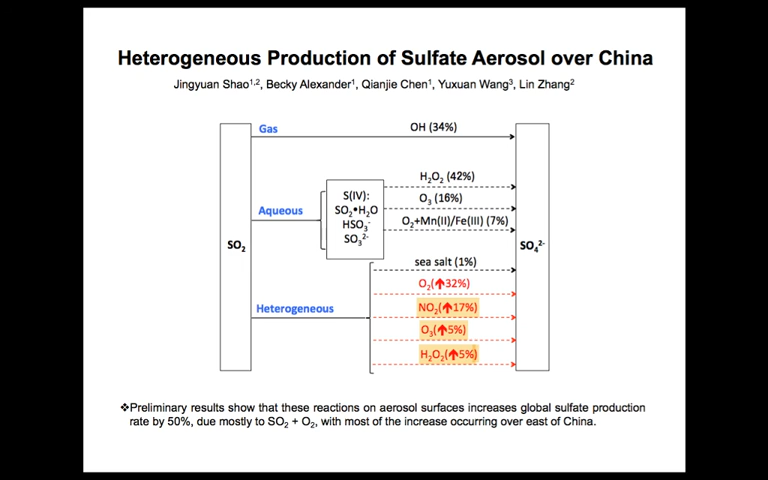 Heterogeneous Production of Sulfate Aerosol over China
Jingyuan Shao¹,², Becky Alexander¹, Qianjie Chen¹, Yuxuan Wang³, Lin Zhang²
Gas
OH (34%)
H₂O₂ (42%)
S(IV):
O₃ (16%)
Aqueous
SO₂•H₂O
HSO₃⁻
O₂+Mn(II)/Fe(III) (7%)
SO₃²⁻
SO₂
SO₄²⁻
sea salt (1%)
O₂(↑32%)
Heterogeneous
NO₂(↑17%)
O₃(↑5%)
H₂O₂(↑5%)
❖Preliminary results show that these reactions on aerosol surfaces increases global sulfate production
rate by 50%, due mostly to SO₂ + O₂, with most of the increase occurring over east of China.